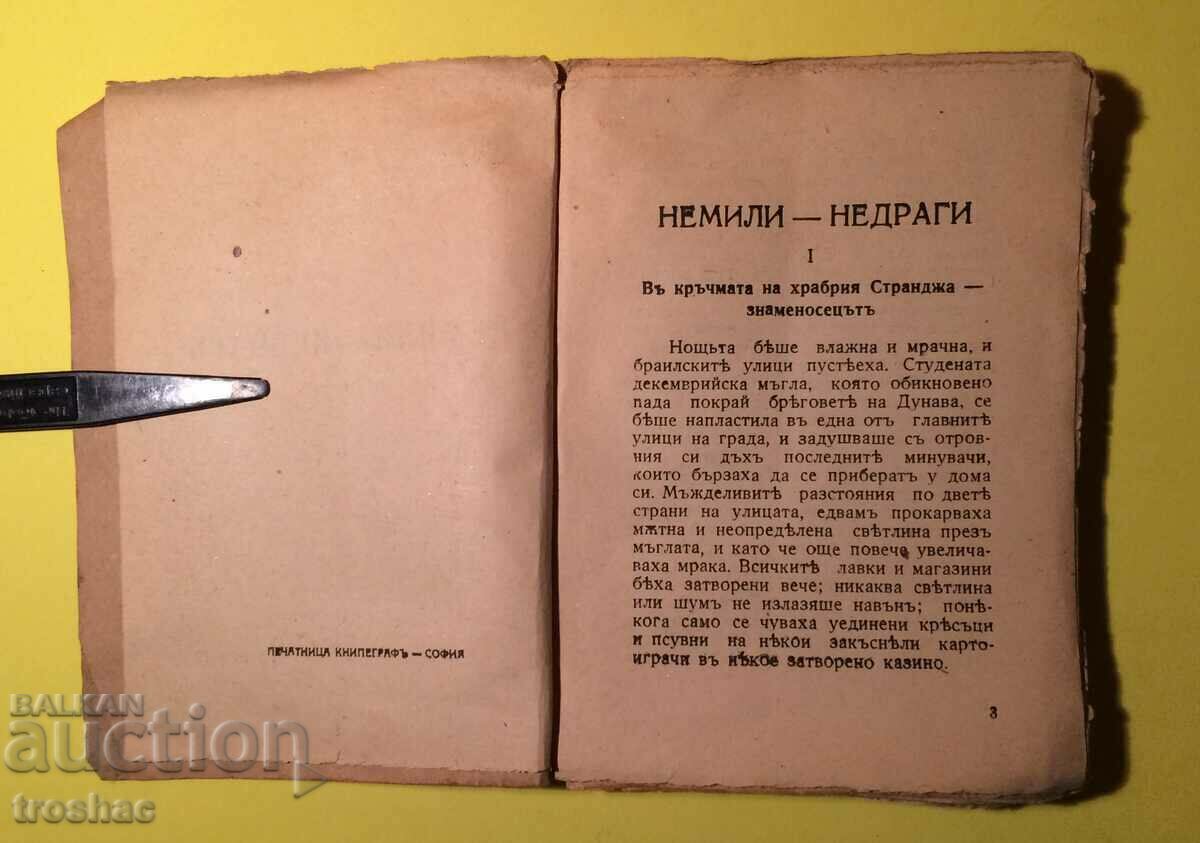 ПЕЧАТНИЦА КНИПЕГРАФЪ — СОФИЯ
НЕМИЛИ — НЕДРАГИ
I
Въ кръчмата на храбрия Странджа —
знаменосецътъ
Нощьта бѣше влажна и мрачна, и
браилскитѣ улици пустѣеха. Студената
декемврийска мъгла, която обикновено
пада покрай брѣговетѣ на Дунава, се
бѣше напластила въ една отъ главнитѣ
улици на града, и задушваше съ отров-
ния си дъхъ последнитѣ минувачи,
които бързаха да се прибератъ у дома
си. Мъжделивитѣ разстояния по дветѣ
страни на улицата, едвамъ прокарваха
мѫтна и неопредѣлена свѣтлина презъ
мъглата, и като че още повече увелича-
ваха мрака. Всичкитѣ лавки и магазини
бѣха затворени вече; никаква свѣтлина
или шумъ не излазяше навънъ; понѣ-
кога само се чуваха уединени крѣсъци
и псувни на нѣкои закъснѣли карто-
играчи въ нѣкое затворено казино.
3
BALKAN
auction
troshac